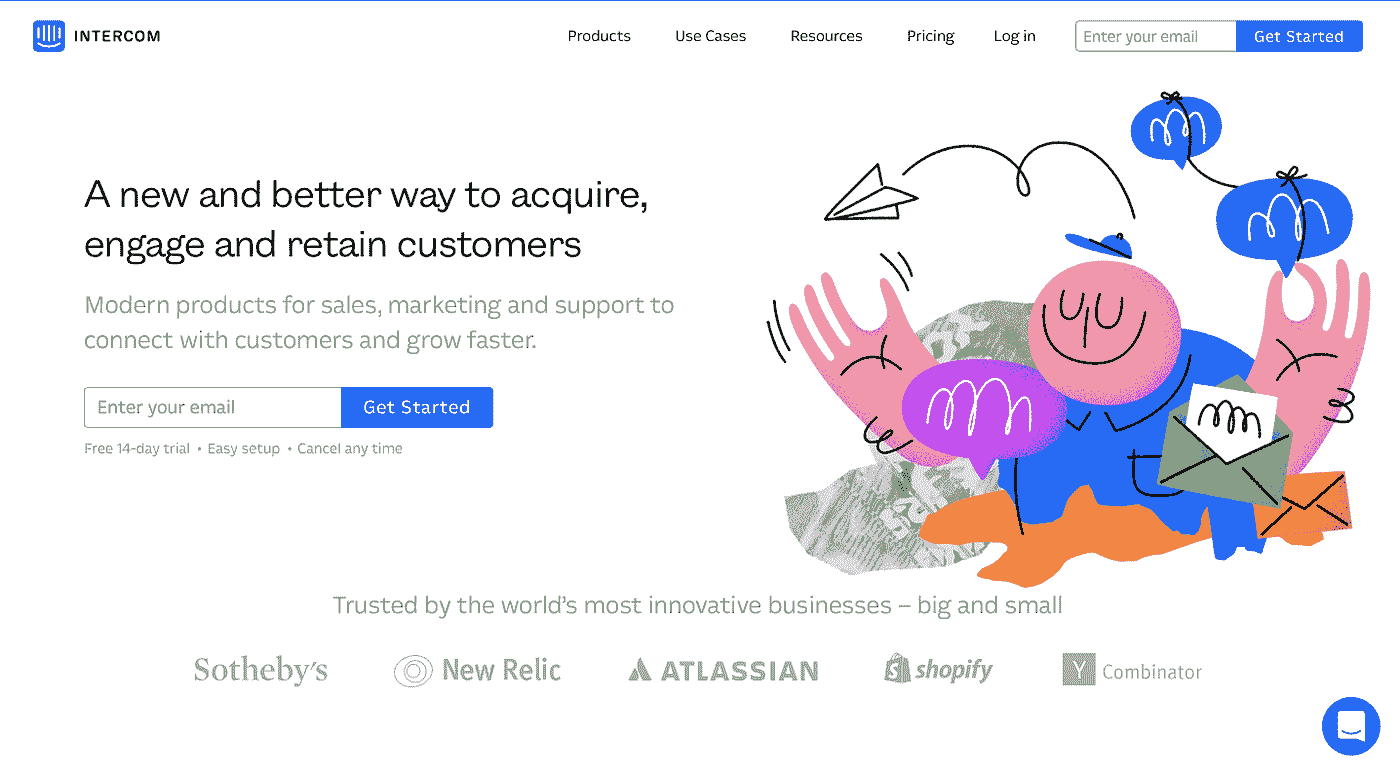 INTERCOM
Products Use Cases Resources Pricing Log in Enter your email Get Started
A new and better way to acquire,
engage and retain customers
Modern products for sales, marketing and support to
connect with customers and grow faster.
Enter your email Get Started
Free 14-day trial • Easy setup • Cancel any time
Trusted by the world's most innovative businesses – big and small
Sotheby's New Relic ATLASSIAN shopify Y Combinator